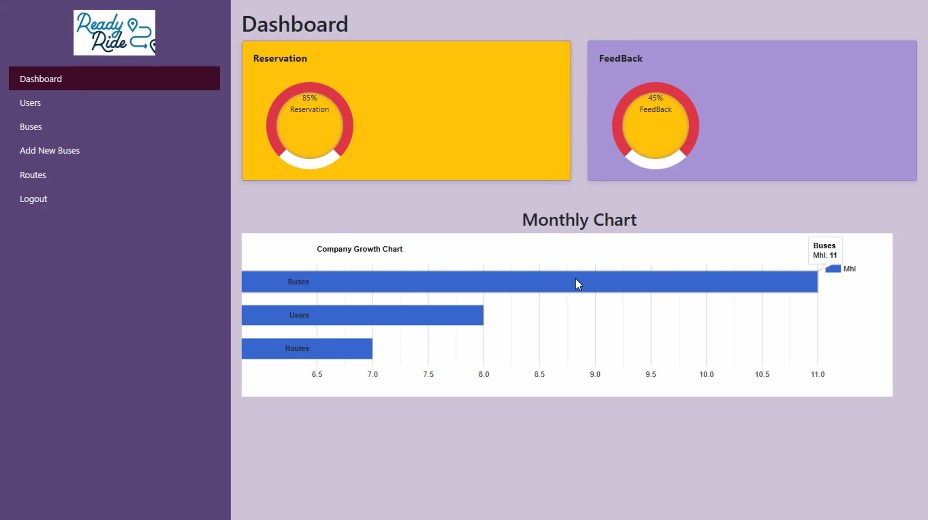 Ready
Ride
Dashboard
Users
Buses
Add New Buses
Routes
Logout
Dashboard
Reservation
85%
Reservation
FeedBack
45%
FeedBack
Monthly Chart
Company Growth Chart
Buses
Mhl: 11
Mhl
Buses
Users
Routes
6.5 7.0 7.5 8.0 8.5 9.0 9.5 10.0 10.5 11.0